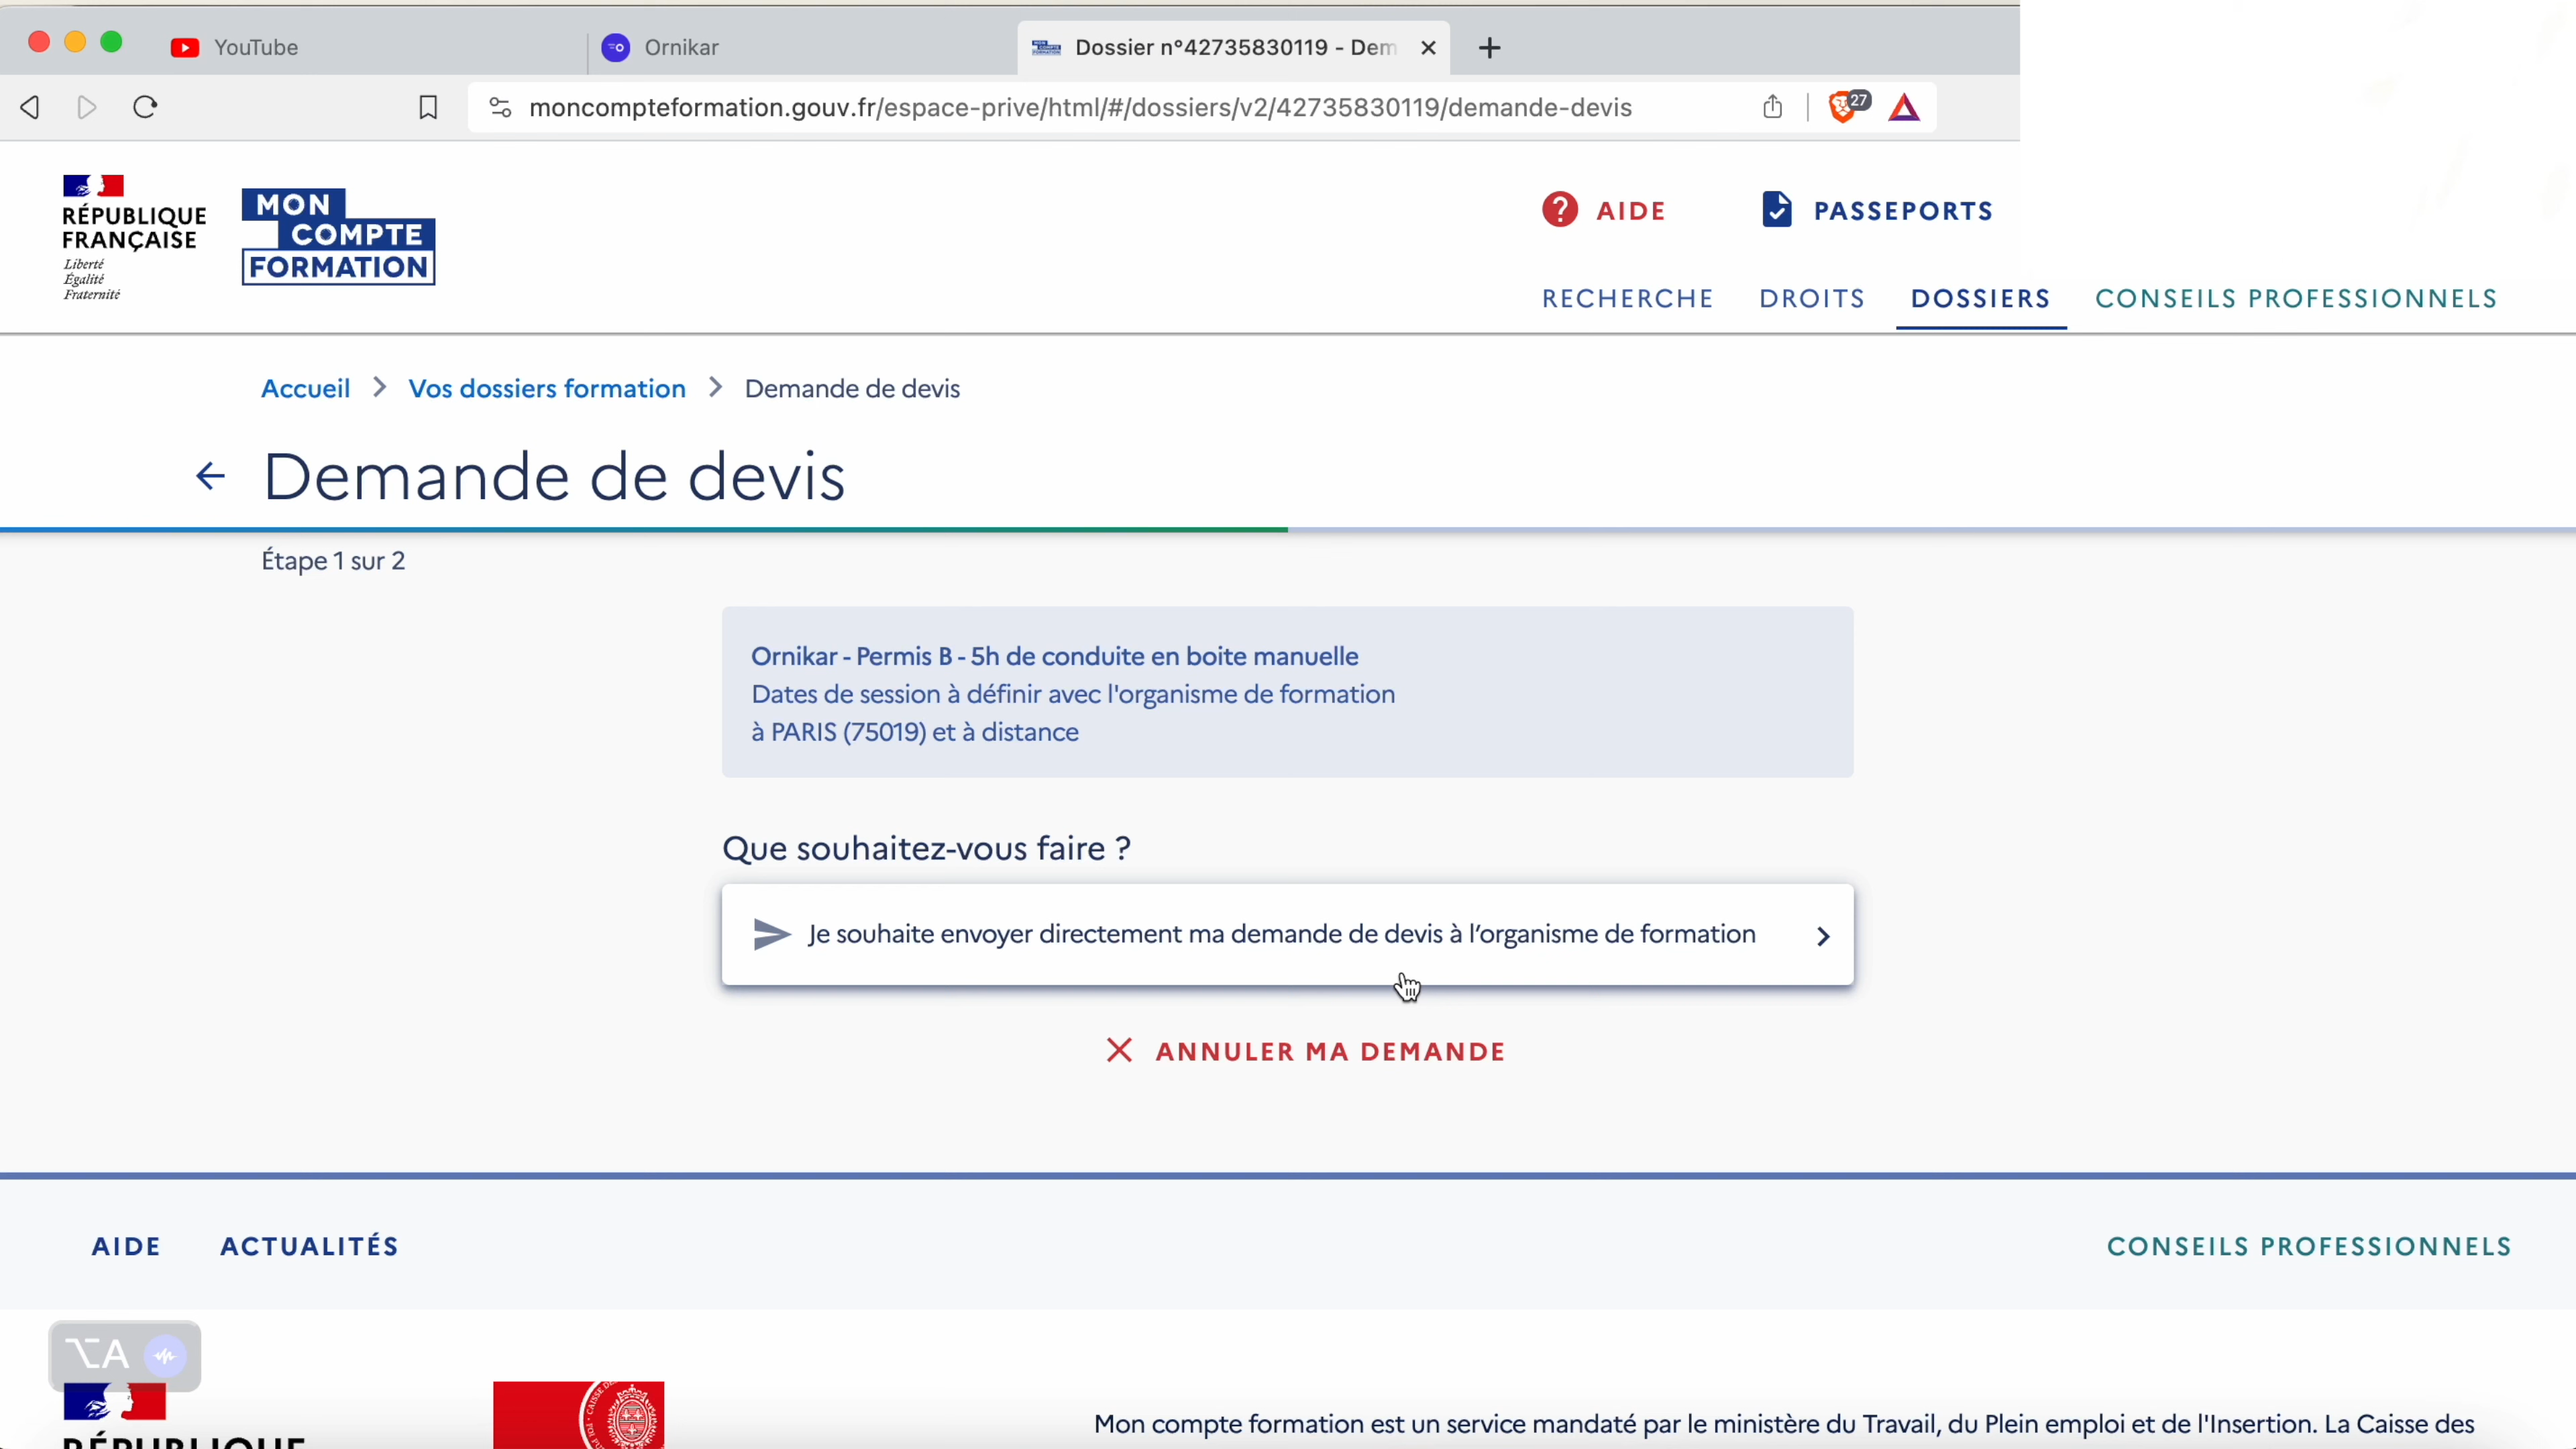 YouTube
Ornikar
Dossier n°42735830119 - Dem
moncompteformation.gouv.fr/espace-prive/html/#/dossiers/v2/42735830119/demande-devis
27
RÉPUBLIQUE
FRANÇAISE
Liberté
Égalité
Fraternité
MON
COMPTE
FORMATION
AIDE
PASSEPORTS
RECHERCHE
DROITS
DOSSIERS
CONSEILS PROFESSIONNELS
Accueil > Vos dossiers formation > Demande de devis
Demande de devis
Étape 1 sur 2
Ornikar - Permis B - 5h de conduite en boite manuelle
Dates de session à définir avec l'organisme de formation
à PARIS (75019) et à distance
Que souhaitez-vous faire ?
Je souhaite envoyer directement ma demande de devis à l’organisme de formation
ANNULER MA DEMANDE
AIDE
ACTUALITÉS
CONSEILS PROFESSIONNELS
⌥A
RÉPUBLIQUE
Mon compte formation est un service mandaté par le ministère du Travail, du Plein emploi et de l'Insertion. La Caisse des